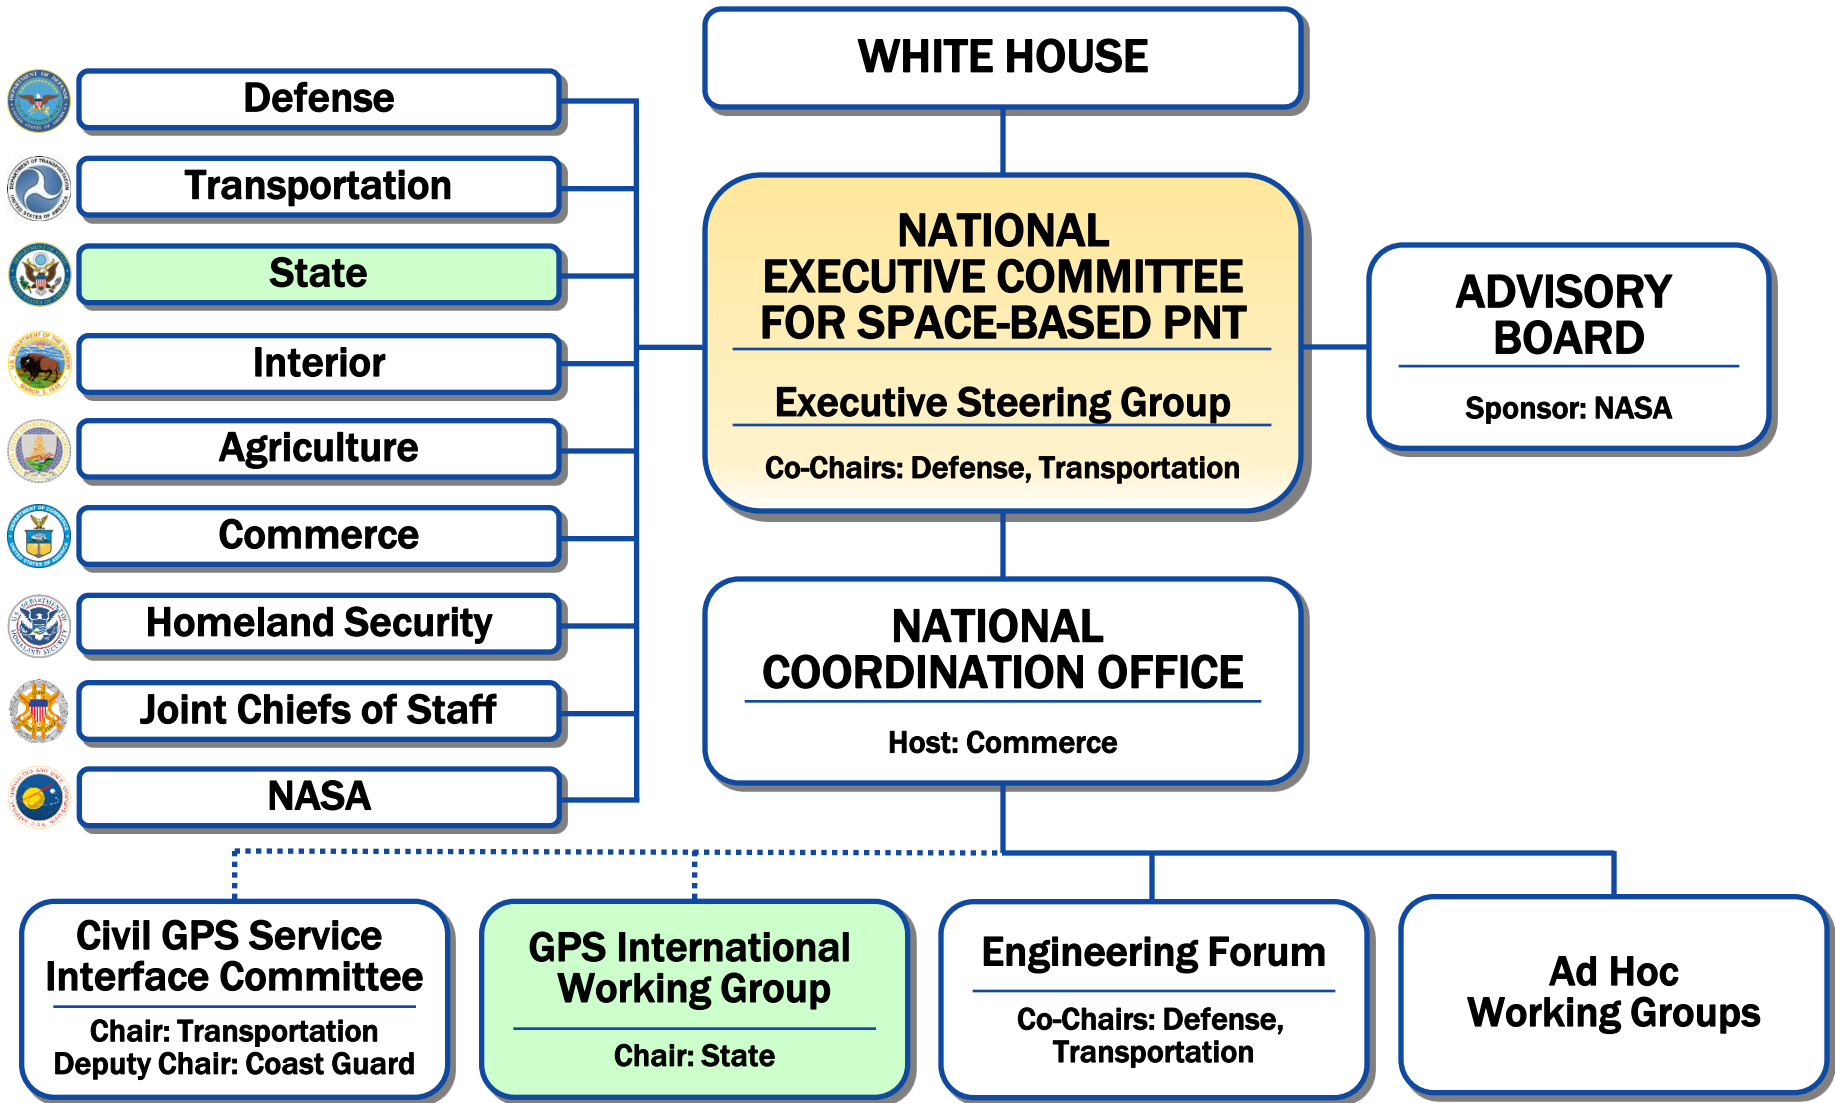 WHITE HOUSE
Defense
Transportation
State
Interior
Agriculture
Commerce
Homeland Security
Joint Chiefs of Staff
NASA
NATIONAL
EXECUTIVE COMMITTEE
FOR SPACE-BASED PNT
Executive Steering Group
Co-Chairs: Defense, Transportation
ADVISORY
BOARD
Sponsor: NASA
NATIONAL
COORDINATION OFFICE
Host: Commerce
Civil GPS Service
Interface Committee
Chair: Transportation
Deputy Chair: Coast Guard
GPS International
Working Group
Chair: State
Engineering Forum
Co-Chairs: Defense,
Transportation
Ad Hoc
Working Groups